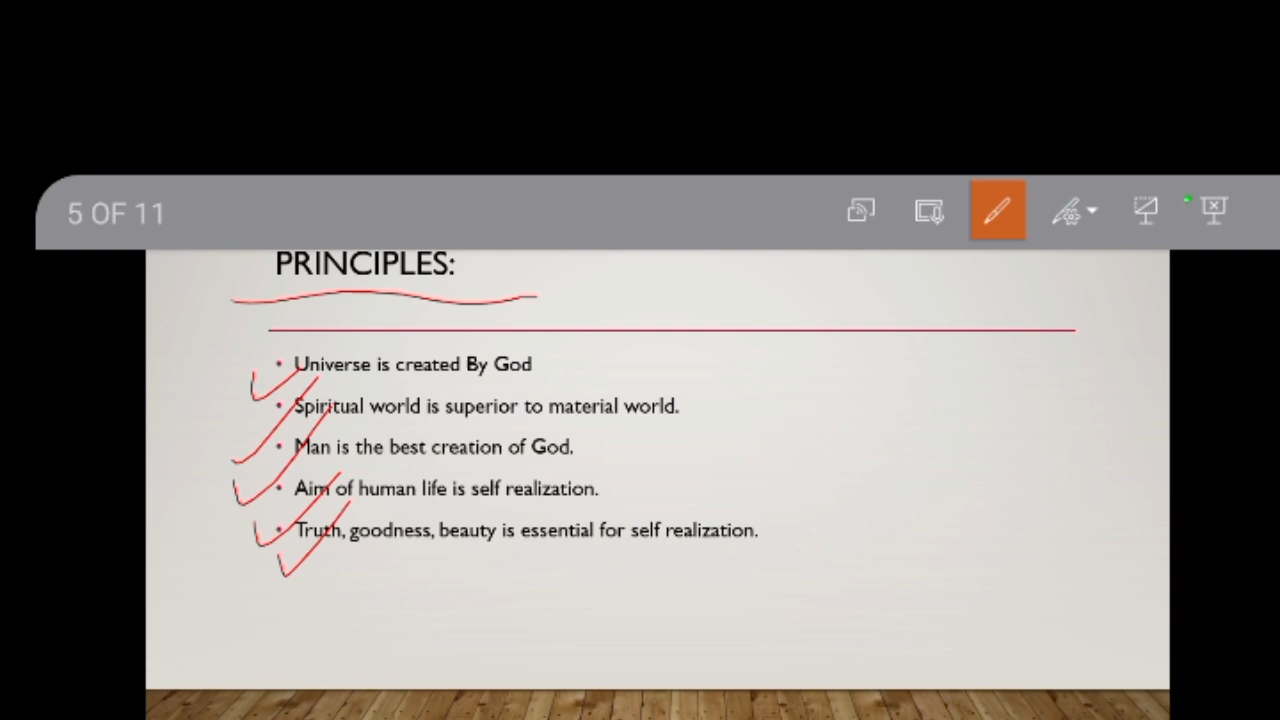 5 OF 11
PRINCIPLES:
• Universe is created By God
• Spiritual world is superior to material world.
• Man is the best creation of God.
• Aim of human life is self realization.
• Truth, goodness, beauty is essential for self realization.